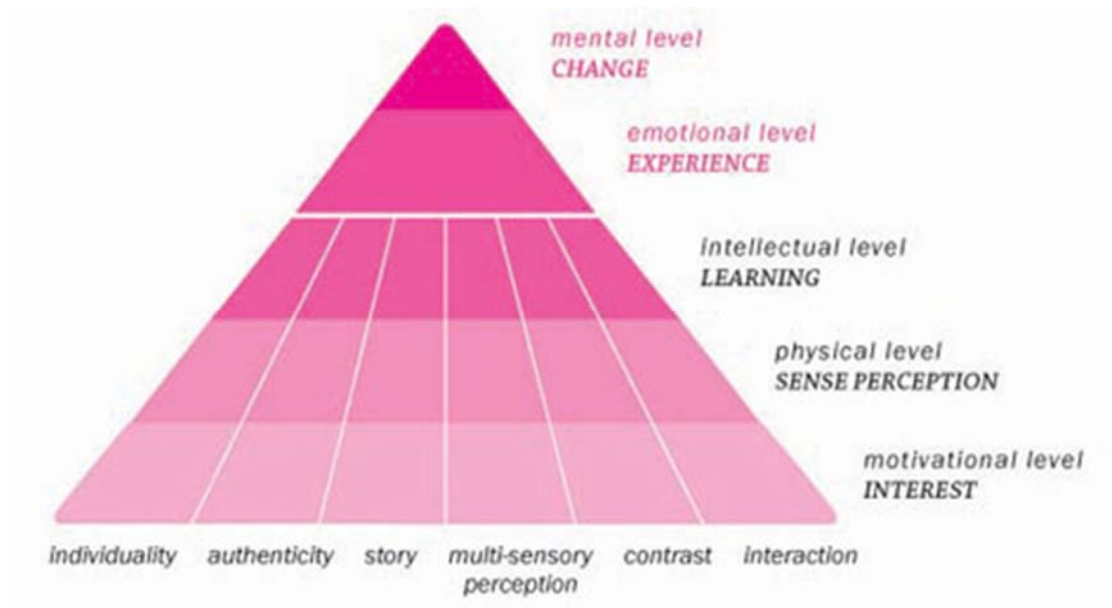 mental level
CHANGE
emotional level
EXPERIENCE
intellectual level
LEARNING
physical level
SENSE PERCEPTION
motivational level
INTEREST
individuality authenticity story multi-sensory contrast interaction
perception